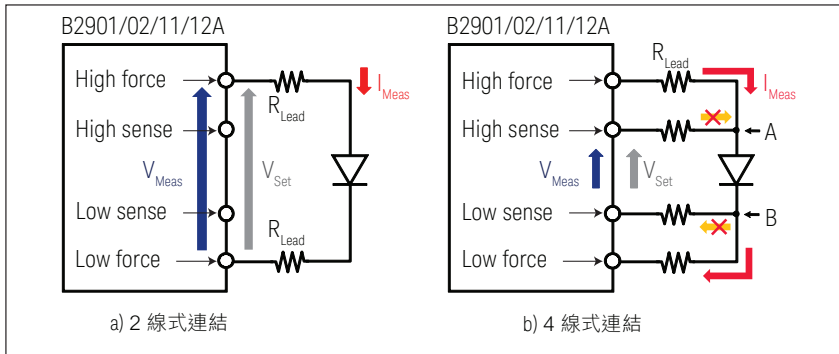 B2901/02/11/12A
High force
High sense
Low sense
Low force
R_Lead
I_Meas
V_Meas
V_Set
R_Lead
a) 2 線式連結
B2901/02/11/12A
High force
High sense
Low sense
Low force
R_Lead
I_Meas
A
V_Meas
V_Set
B
b) 4 線式連結